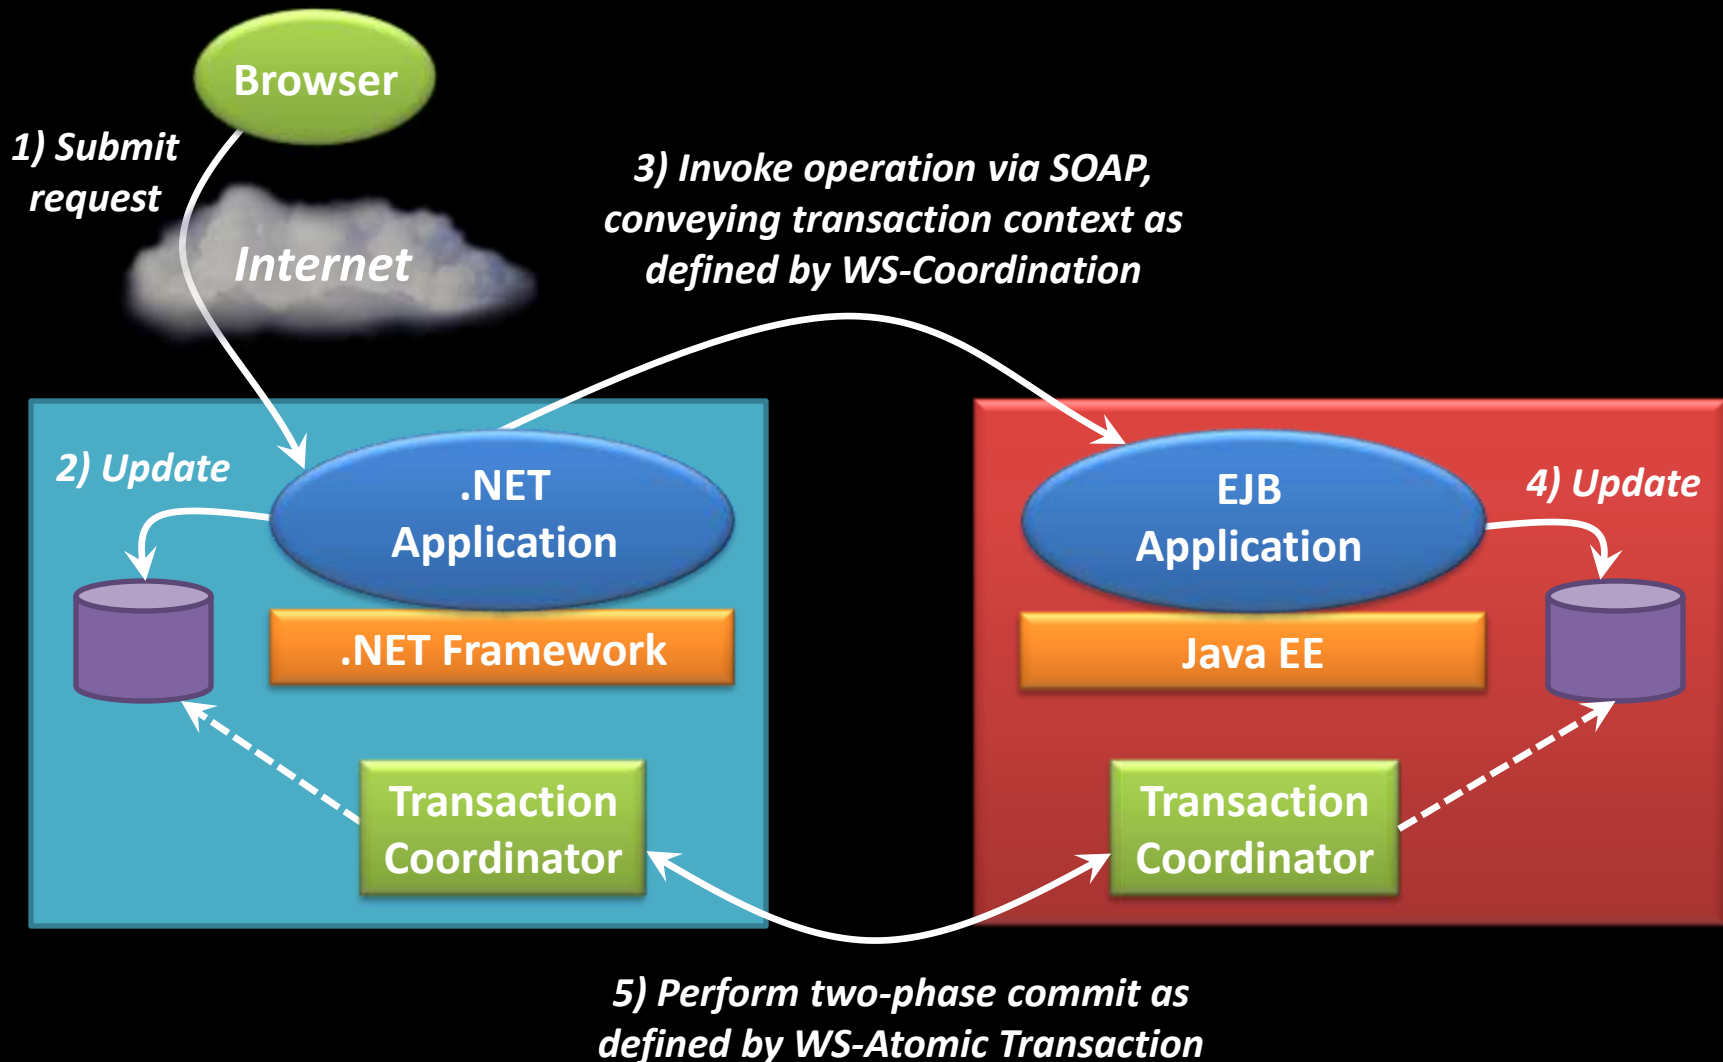 Browser
1) Submit
request
Internet
3) Invoke operation via SOAP,
conveying transaction context as
defined by WS-Coordination
2) Update
.NET
Application
.NET Framework
EJB
Application
Java EE
4) Update
Transaction
Coordinator
Transaction
Coordinator
5) Perform two-phase commit as
defined by WS-Atomic Transaction